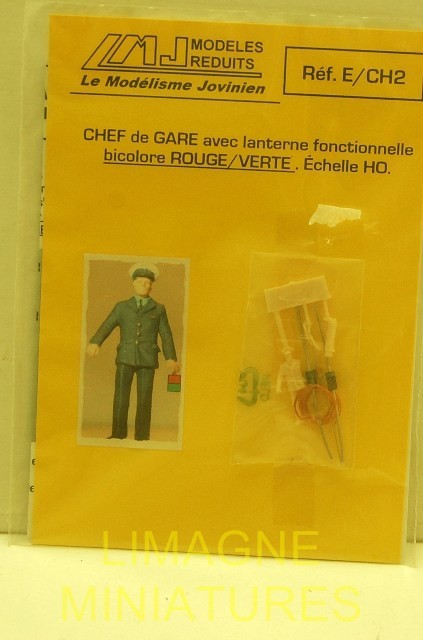 LMJ MODELES
REDUITS
Le Modélisme Jovinien
Réf. E/CH2
CHEF de GARE avec lanterne fonctionnelle
bicolore ROUGE/VERTE . Échelle HO.
LIMAGNE
MINIATURES